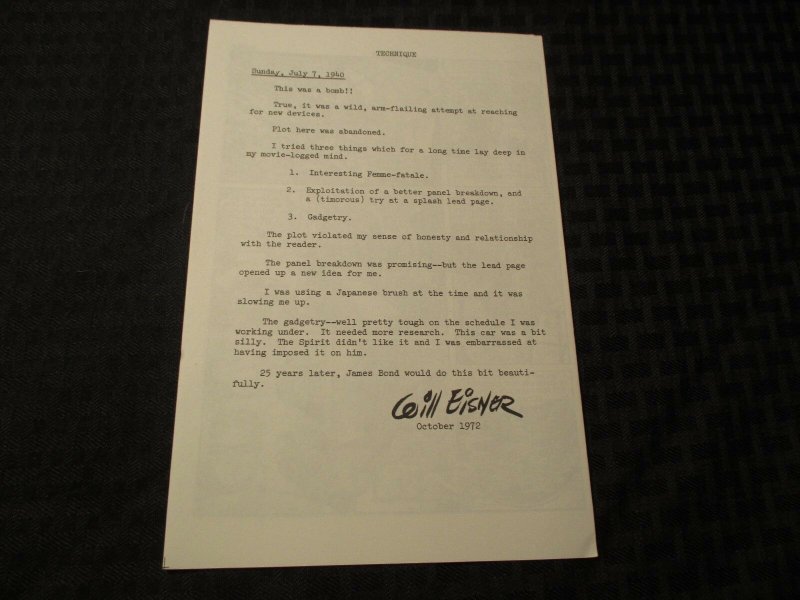 TECHNIQUE
Sunday, July 7, 1940
This was a bomb!!
True, it was a wild, arm-flailing attempt at reaching
for new devices.
Plot here was abandoned.
I tried three things which for a long time lay deep in
my movie-logged mind.
1. Interesting Femme-fatale.
2. Exploitation of a better panel breakdown, and
a (timorous) try at a splash lead page.
3. Gadgetry.
The plot violated my sense of honesty and relationship
with the reader.
The panel breakdown was promising--but the lead page
opened up a new idea for me.
I was using a Japanese brush at the time and it was
slowing me up.
The gadgetry--well pretty tough on the schedule I was
working under. It needed more research. This car was a bit
silly. The Spirit didn't like it and I was embarrassed at
having imposed it on him.
25 years later, James Bond would do this bit beauti-
fully.
Will Eisner
October 1972